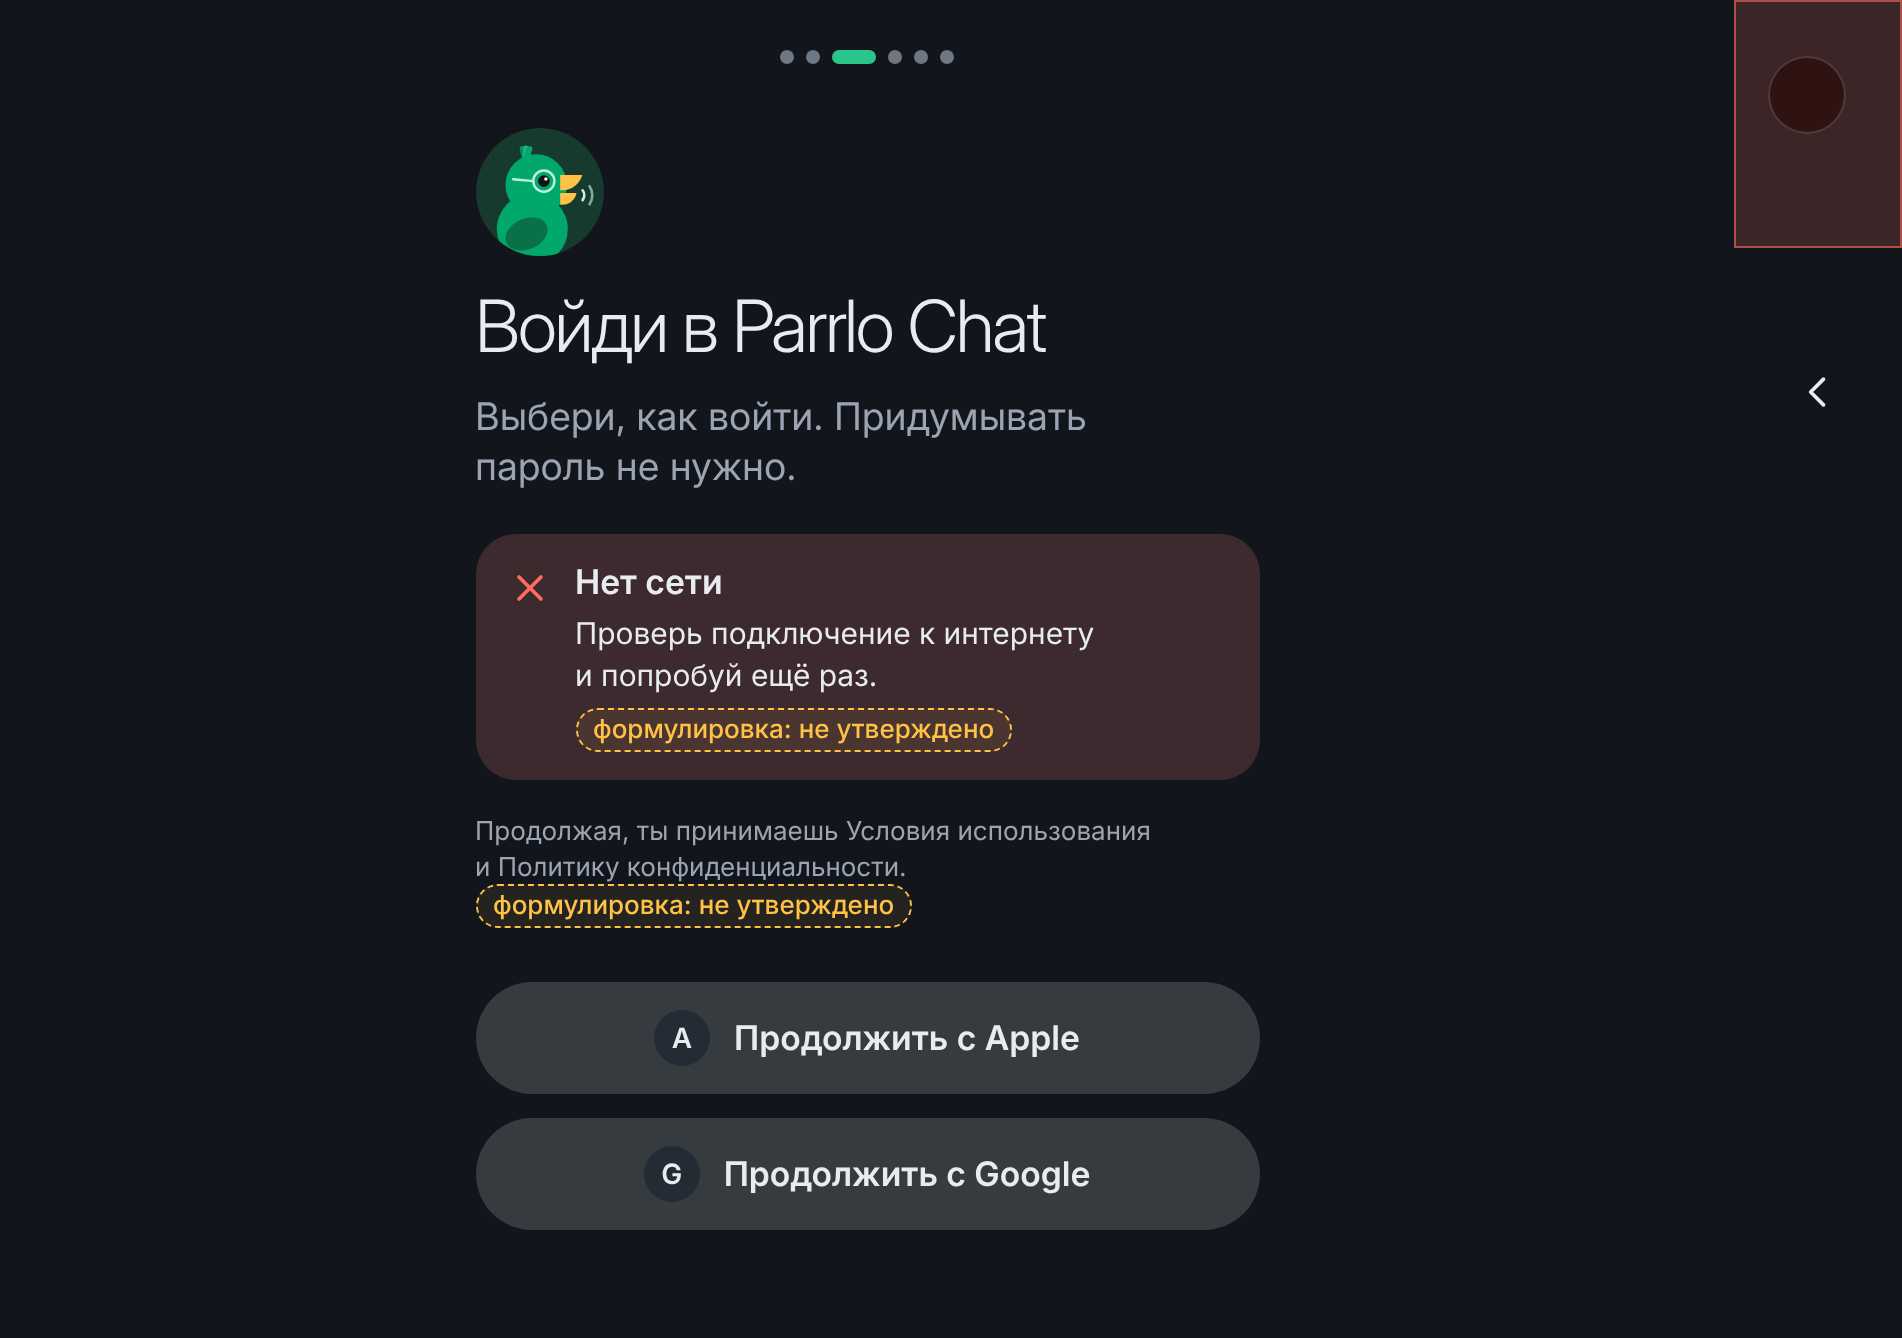 Войди в Parrlo Chat
Выбери, как войти. Придумывать
пароль не нужно.
Нет сети
Проверь подключение к интернету
и попробуй ещё раз.
формулировка: не утверждено
Продолжая, ты принимаешь Условия использования
и Политику конфиденциальности.
формулировка: не утверждено
A Продолжить с Apple
G Продолжить с Google